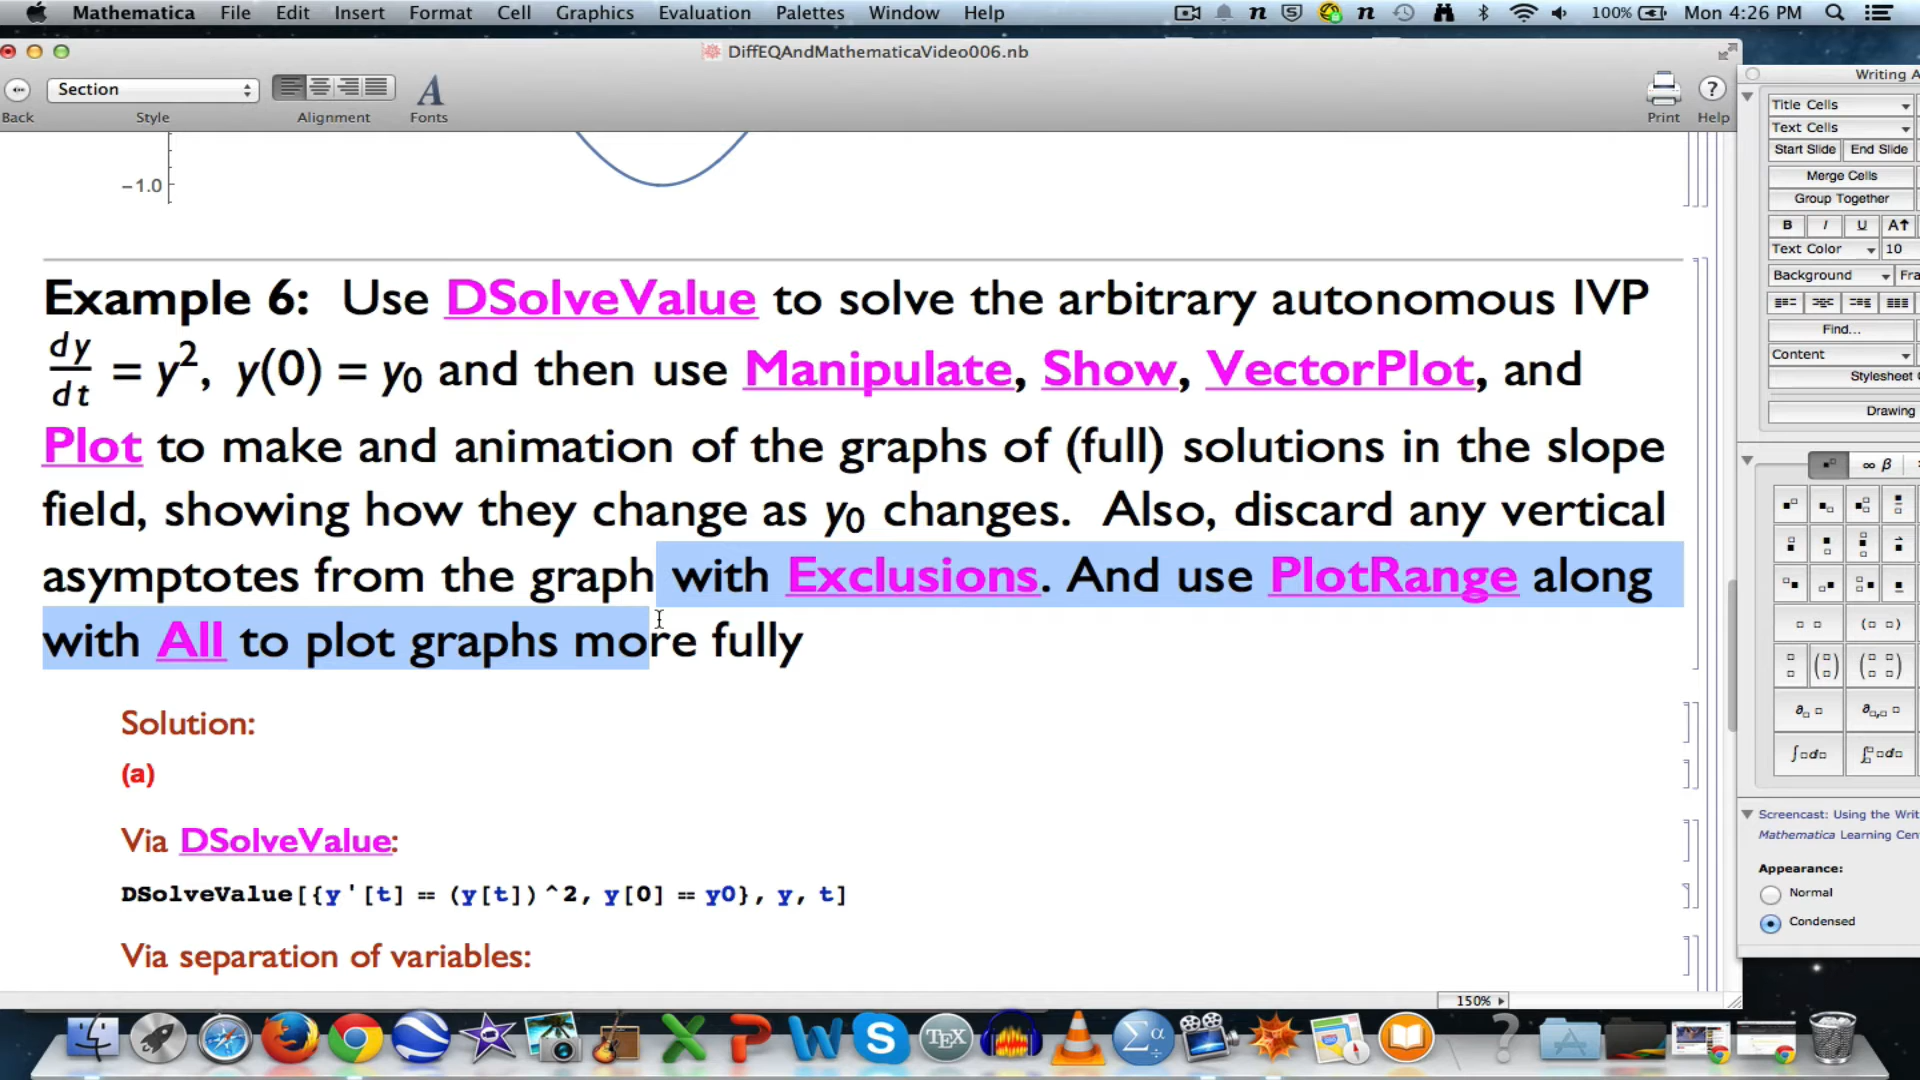 Mathematica File Edit Insert Format Cell Graphics Evaluation Palettes Window Help 100% Mon 4:26 PM
DiffEQAndMathematicaVideo006.nb
Section
Back Style Alignment Fonts Print Help
-1.0
Example 6: Use DSolveValue to solve the arbitrary autonomous IVP
dy/dt = y², y(0) = y₀ and then use Manipulate, Show, VectorPlot, and
Plot to make and animation of the graphs of (full) solutions in the slope
field, showing how they change as y₀ changes. Also, discard any vertical
asymptotes from the graph with Exclusions. And use PlotRange along
with All to plot graphs more fully
Solution:
(a)
Via DSolveValue:
DSolveValue[{y'[t] == (y[t])^2, y[0] == y0}, y, t]
Via separation of variables:
150%
Writing A
Title Cells
Text Cells
Start Slide End Slide
Merge Cells
Group Together
B I U A
Text Color 10
Background Fra
Find...
Content
Stylesheet
Drawing
∞ β
∂
∫ d
Screencast: Using the Writ
Mathematica Learning Cen
Appearance:
Normal
Condensed
TEX